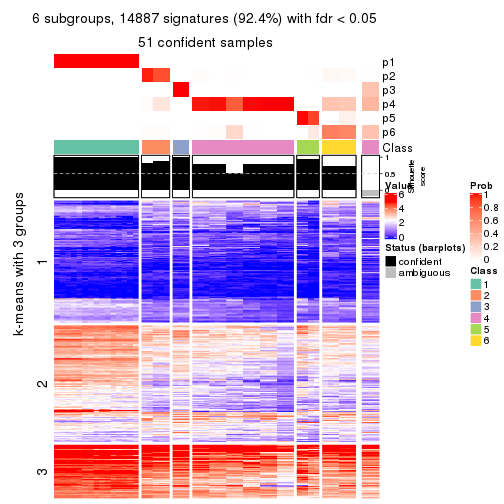 6 subgroups, 14887 signatures (92.4%) with fdr < 0.05
51 confident samples
p1
p2
p3
p4
p5
p6
Class
1
0.5
0
Silhouette
score
k-means with 3 groups
1
2
3
Value
6
4
2
0
Status (barplots)
confident
ambiguous
Prob
1
0.8
0.6
0.4
0.2
0
Class
1
2
3
4
5
6